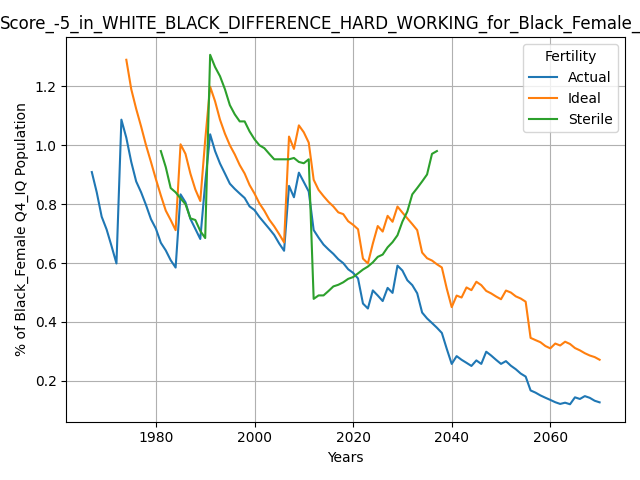 Score_-5_in_WHITE_BLACK_DIFFERENCE_HARD_WORKING_for_Black_Female_
% of Black_Female Q4_IQ Population
1.2
1.0
0.8
0.6
0.4
0.2
Fertility
Actual
Ideal
Sterile
1980
2000
2020
2040
2060
Years